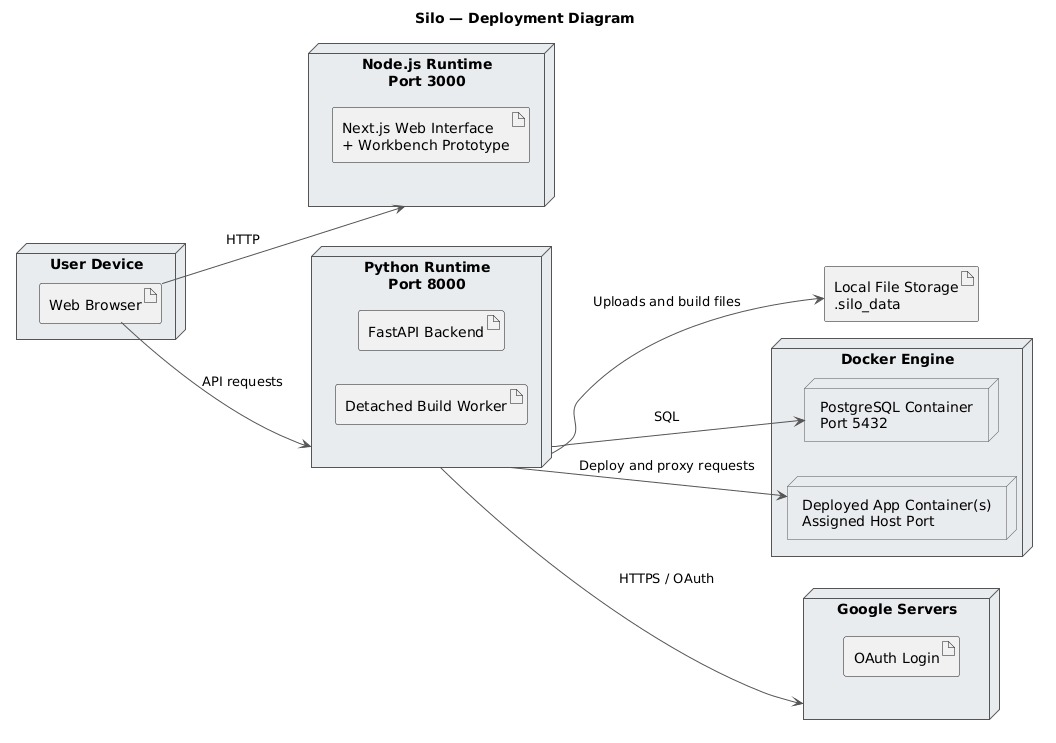 Silo — Deployment Diagram
Node.js Runtime
Port 3000
Next.js Web Interface
+ Workbench Prototype
HTTP
User Device
Web Browser
API requests
Python Runtime
Port 8000
FastAPI Backend
Detached Build Worker
Uploads and build files
Local File Storage
.silo_data
SQL
Deploy and proxy requests
Docker Engine
PostgreSQL Container
Port 5432
Deployed App Container(s)
Assigned Host Port
HTTPS / OAuth
Google Servers
OAuth Login